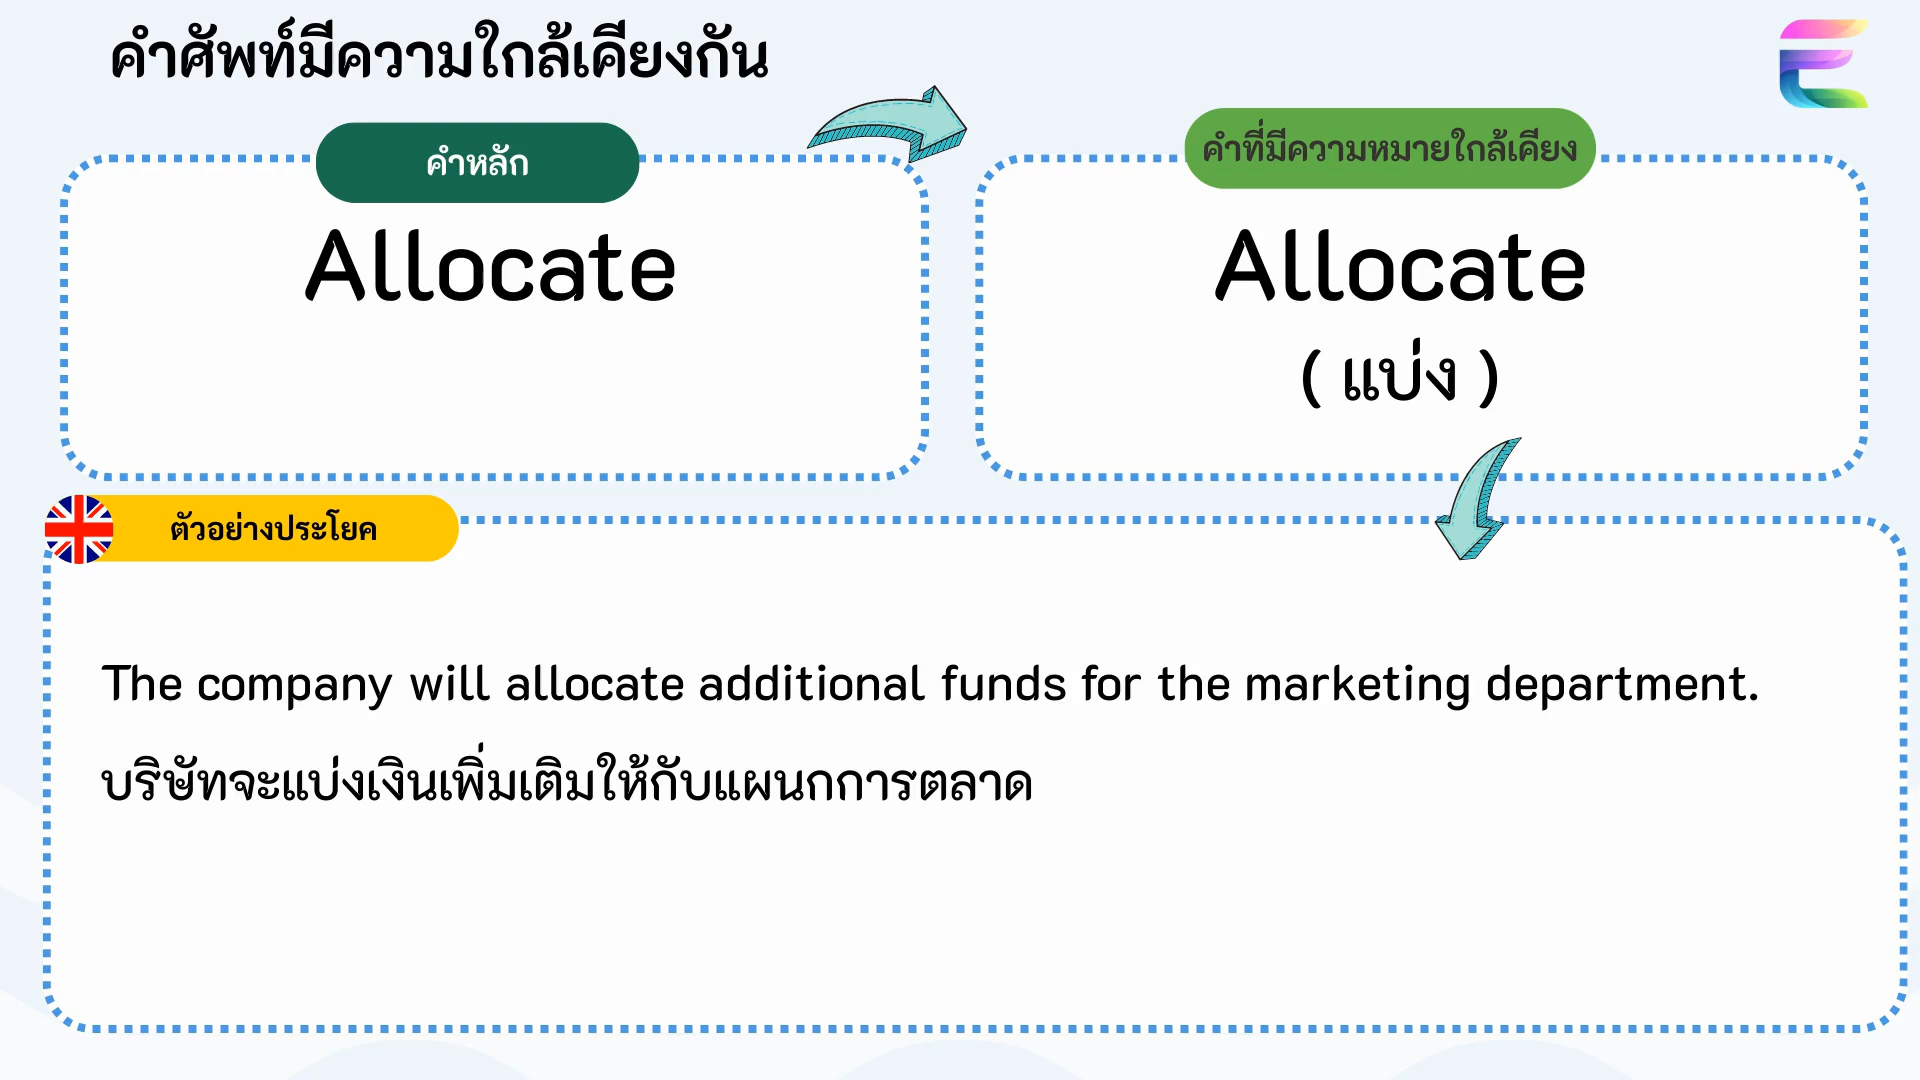 คำศัพท์มีความใกล้เคียงกัน
คำหลัก
Allocate
คำที่มีความหมายใกล้เคียง
Allocate
( แบ่ง )
ตัวอย่างประโยค
The company will allocate additional funds for the marketing department.
บริษัทจะแบ่งเงินเพิ่มเติมให้กับแผนกการตลาด